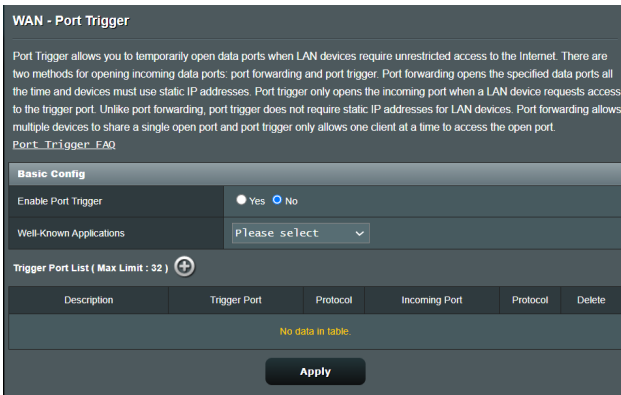 WAN - Port Trigger
Port Trigger allows you to temporarily open data ports when LAN devices require unrestricted access to the Internet. There are
two methods for opening incoming data ports: port forwarding and port trigger. Port forwarding opens the specified data ports all
the time and devices must use static IP addresses. Port trigger only opens the incoming port when a LAN device requests access
to the trigger port. Unlike port forwarding, port trigger does not require static IP addresses for LAN devices. Port forwarding allows
multiple devices to share a single open port and port trigger only allows one client at a time to access the open port.
Port Trigger FAQ
Basic Config
Enable Port Trigger Yes No
Well-Known Applications Please select
Trigger Port List ( Max Limit : 32 )
Description Trigger Port Protocol Incoming Port Protocol Delete
No data in table.
Apply